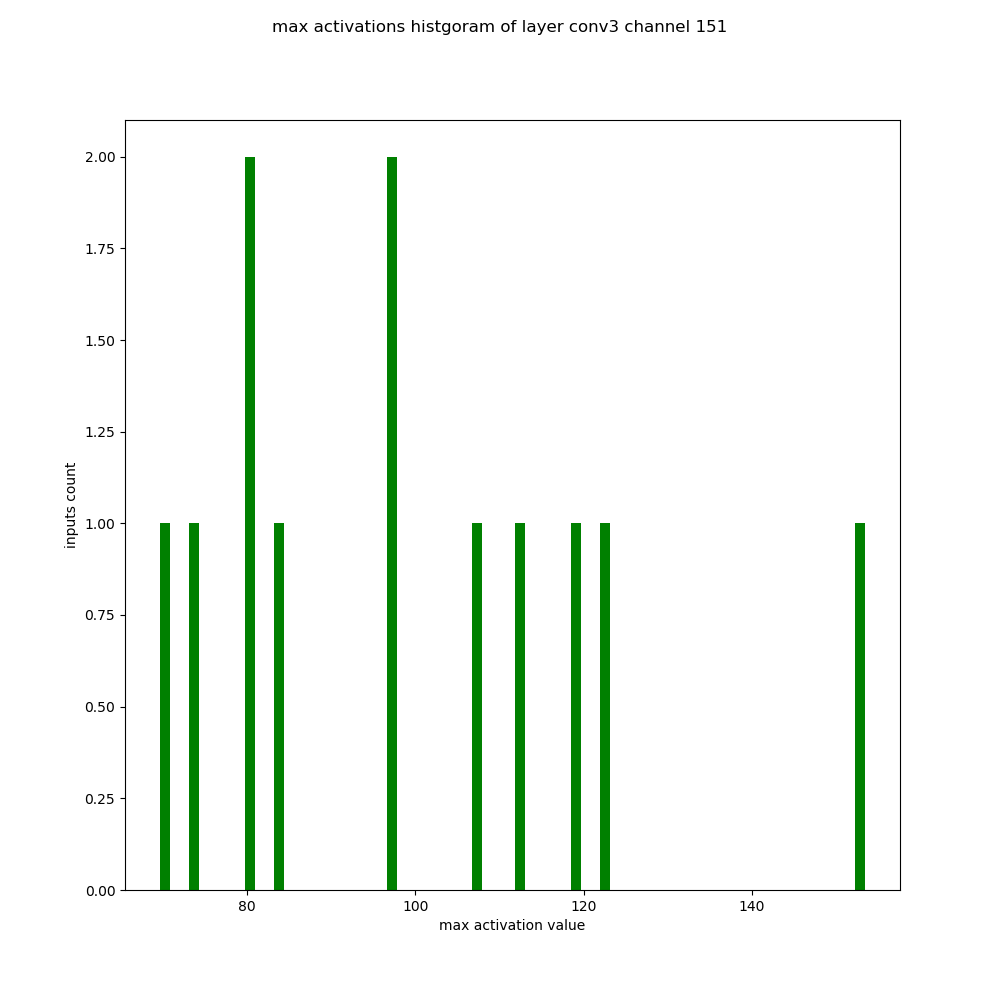 max activations histgoram of layer conv3 channel 151
2.00
1.75
1.50
1.25
1.00
0.75
0.50
0.25
0.00
inputs count
80 100 120 140
max activation value